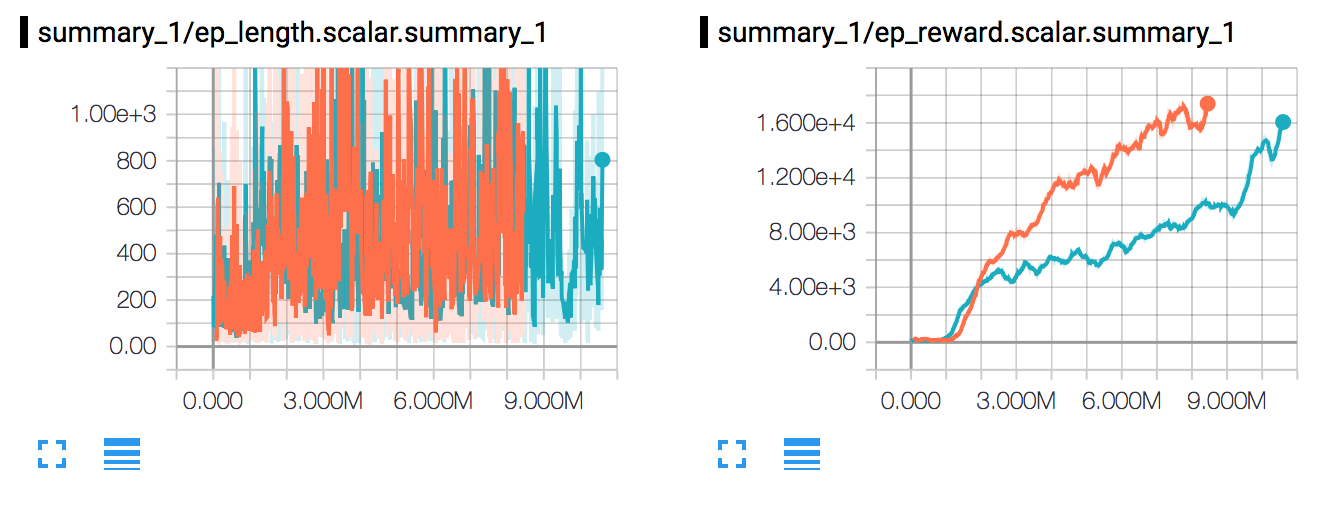 summary_1/ep_length.scalar.summary_1
1.00e+3
800
600
400
200
0.00
0.000 3.000M 6.000M 9.000M
summary_1/ep_reward.scalar.summary_1
1.600e+4
1.200e+4
8.00e+3
4.00e+3
0.00
0.000 3.000M 6.000M 9.000M